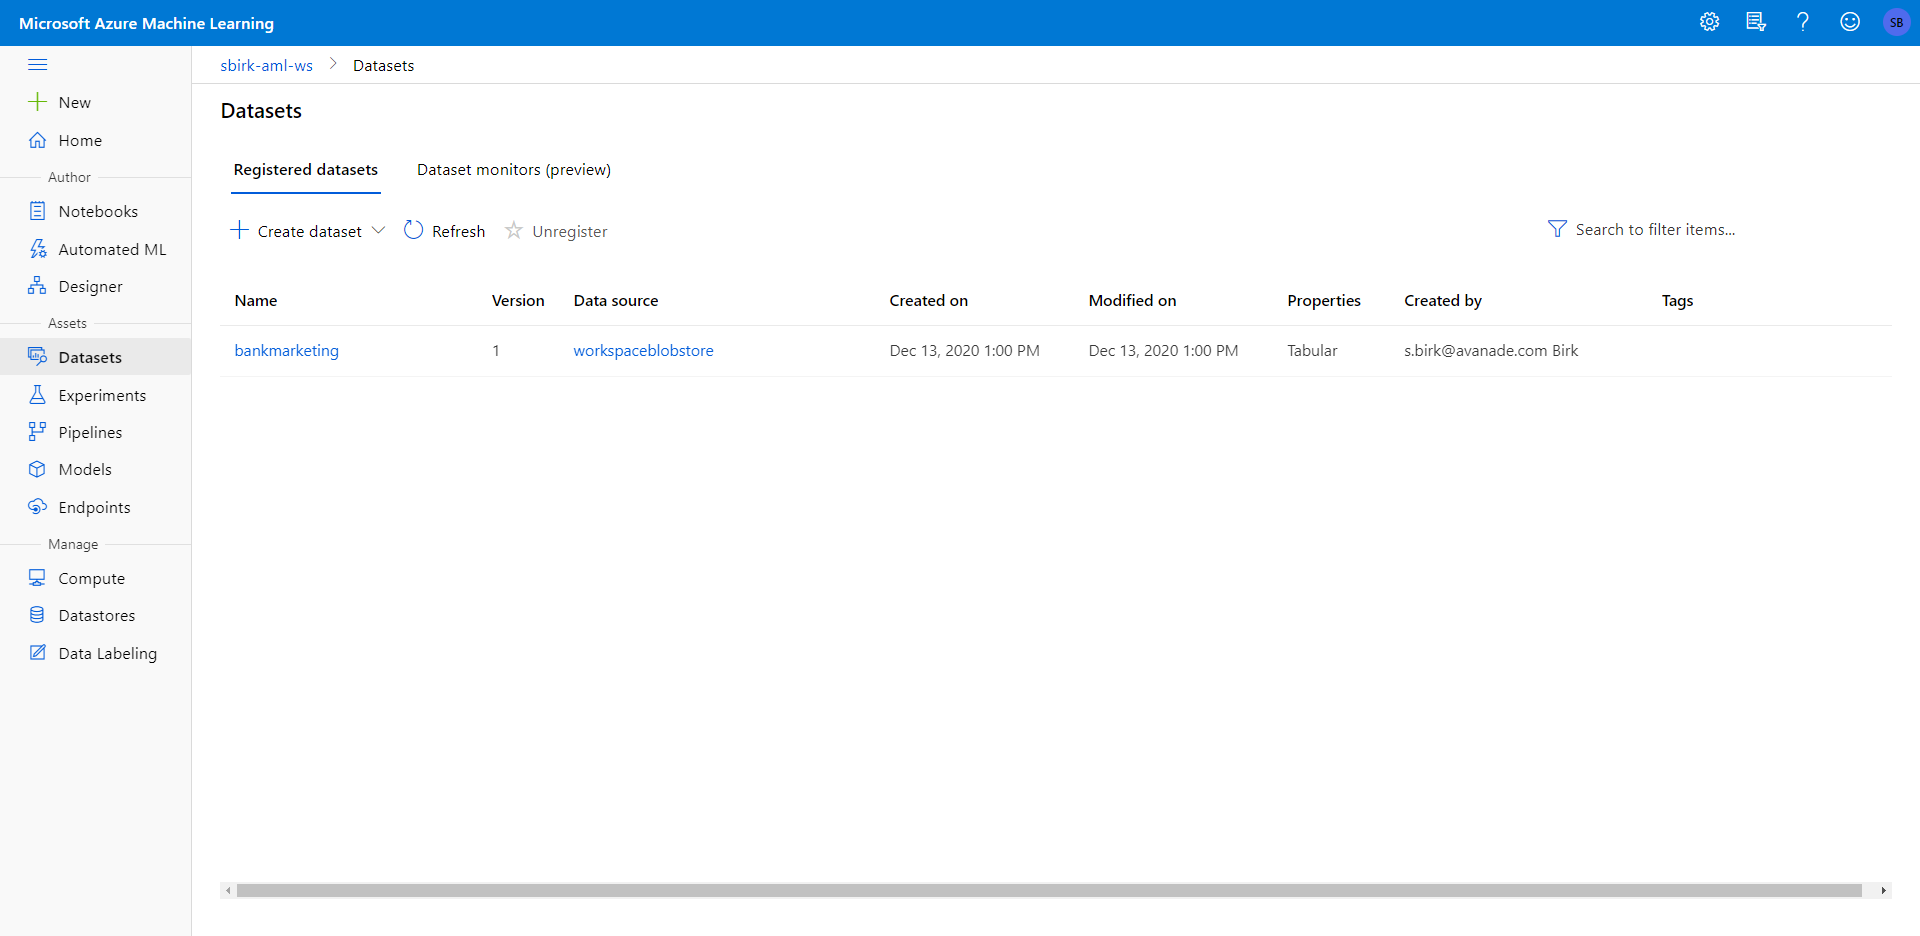 Microsoft Azure Machine Learning
SB
sbirk-aml-ws > Datasets
New
Home
Author
Notebooks
Automated ML
Designer
Assets
Datasets
Experiments
Pipelines
Models
Endpoints
Manage
Compute
Datastores
Data Labeling
Datasets
Registered datasets Dataset monitors (preview)
Create dataset Refresh Unregister Search to filter items...
Name Version Data source Created on Modified on Properties Created by Tags
bankmarketing 1 workspaceblobstore Dec 13, 2020 1:00 PM Dec 13, 2020 1:00 PM Tabular s.birk@avanade.com Birk